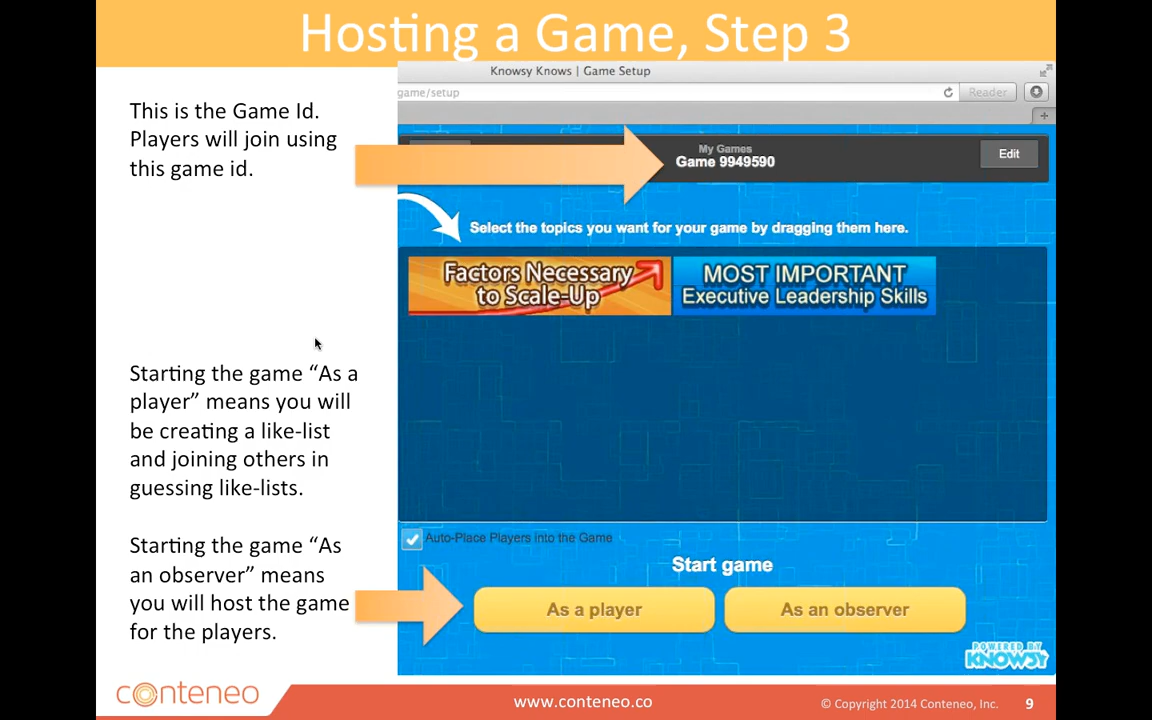 Hosting a Game, Step 3
Knowsy Knows | Game Setup
game/setup
Reader
This is the Game Id.
Players will join using
this game id.
My Games
Game 9949590
Edit
Select the topics you want for your game by dragging them here.
Factors Necessary
to Scale-Up
MOST IMPORTANT
Executive Leadership Skills
Starting the game “As a
player” means you will
be creating a like-list
and joining others in
guessing like-lists.
Starting the game “As
an observer” means
you will host the game
for the players.
Auto-Place Players into the Game
Start game
As a player
As an observer
POWERED BY
KNOWSY
conteneo
www.conteneo.co
© Copyright 2014 Conteneo, Inc.
9